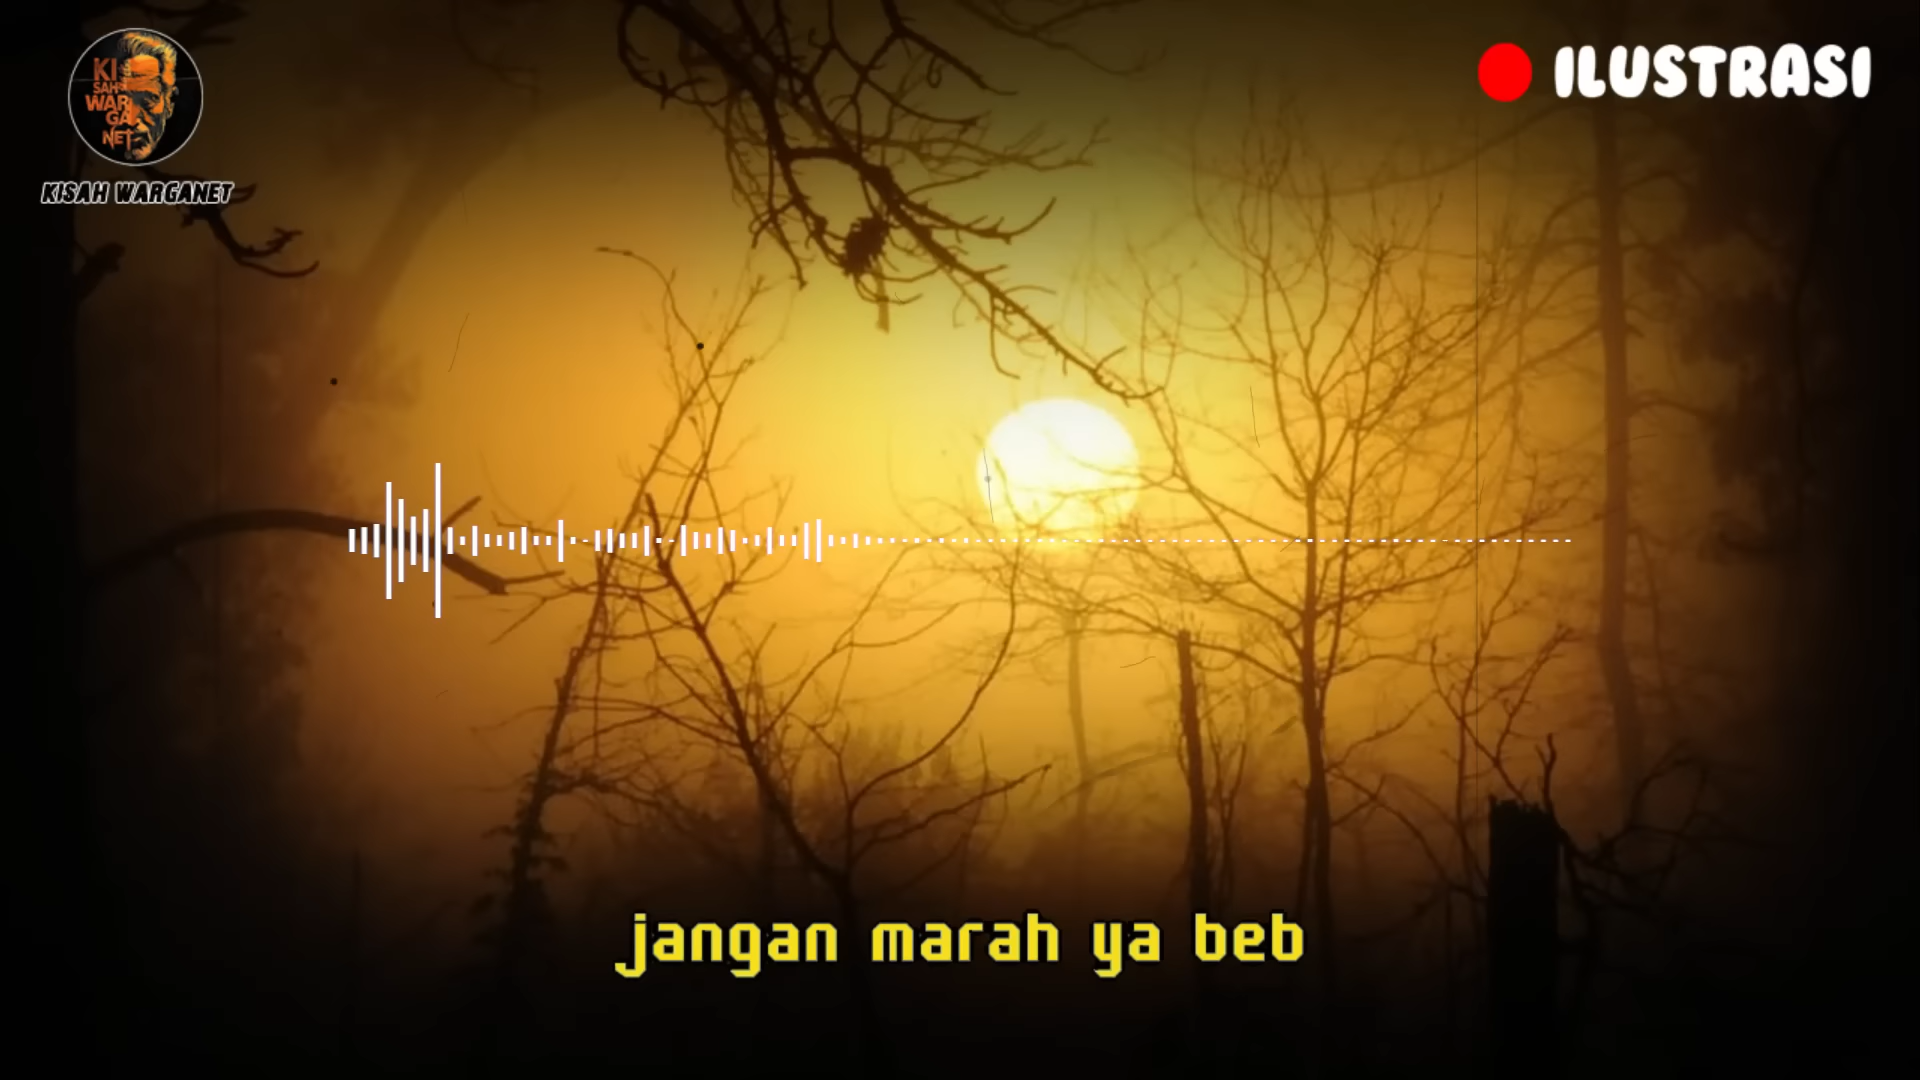 KI
SAH
WAR
GA
NET
KISAH WARGANET
ILUSTRASI
jangan marah ya beb